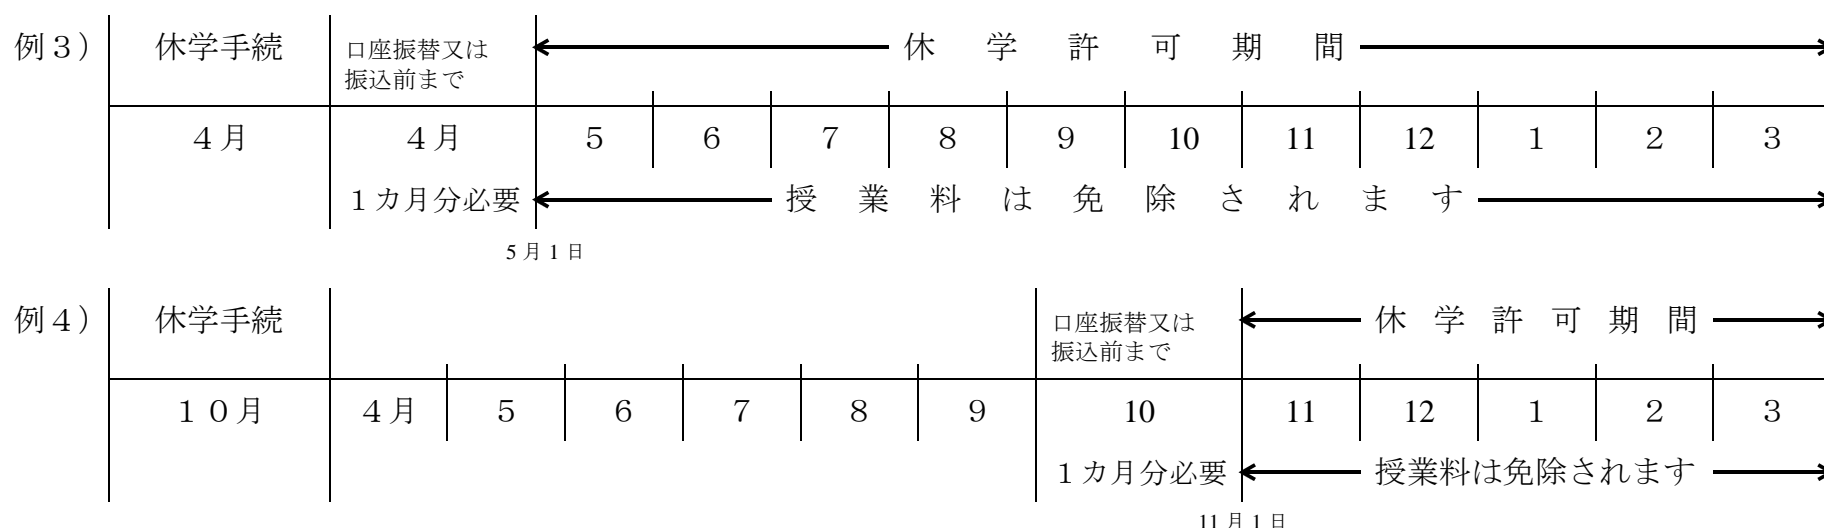 例３） 休学手続 口座振替又は 休学許可期間
振込前まで
４月 ４月 ５ ６ ７ ８ ９ 10 11 12 １ ２ ３
１カ月分必要 授業料は免除されます
５月１日
例４） 休学手続 口座振替又は 休学許可期間
振込前まで
１０月 ４月 ５ ６ ７ ８ ９ 10 11 12 １ ２ ３
１カ月分必要 授業料は免除されます
11月１日